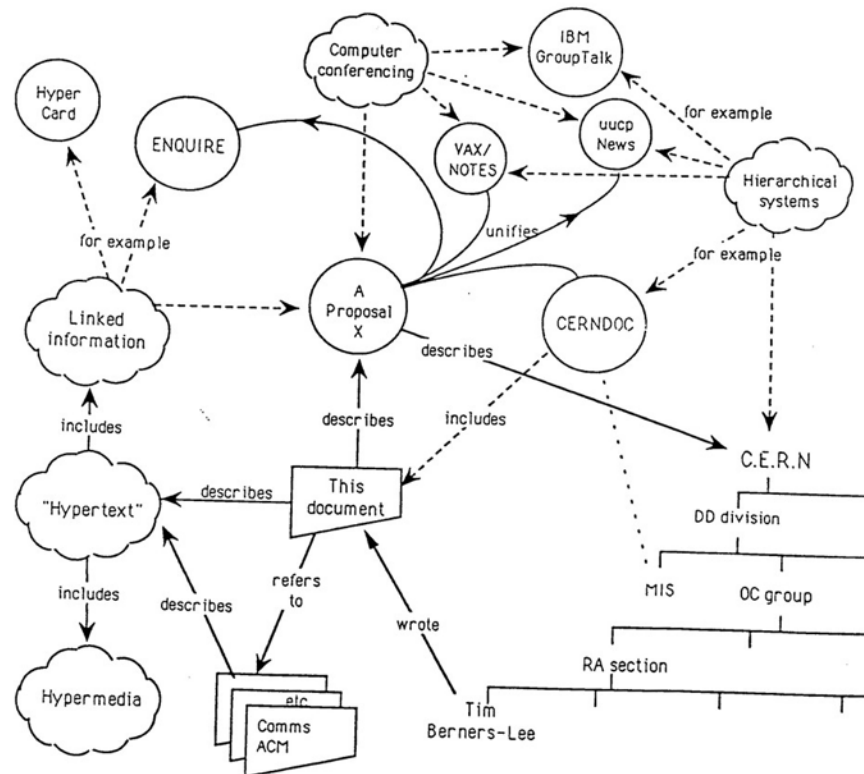 IBM
GroupTalk
Computer
conferencing
Hyper
Card
for example
uucp
News
ENQUIRE
VAX/
NOTES
Hierarchical
systems
unifies
for example
for example
A
Proposal
X
Linked
information
CERNDOC
describes
includes
describes
includes
C.E.R.N
This
document
describes
"Hypertext"
DD division
refers
to
MIS
OC group
includes
describes
wrote
RA section
Hypermedia
etc
Tim
Berners-Lee
Comms
ACM